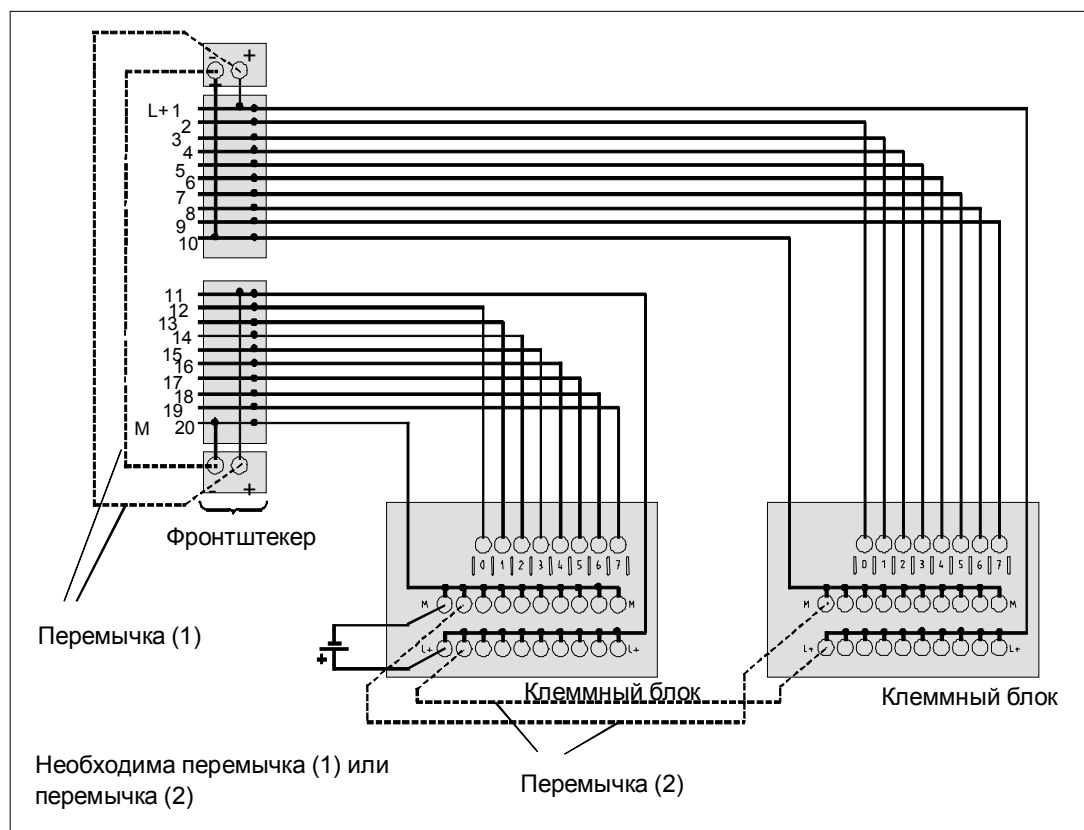 - +
L+ 1
2
3
4
5
6
7
8
9
10
11
12
13
14
15
16
17
18
19
M 20
- +
Фронтштекер
0 1 2 3 4 5 6 7
0 1 2 3 4 5 6 7
M M
M M
Перемычка (1)
+
L+ L+
L+ L+
Клеммный блок
Клеммный блок
Необходима перемычка (1) или
перемычка (2)
Перемычка (2)